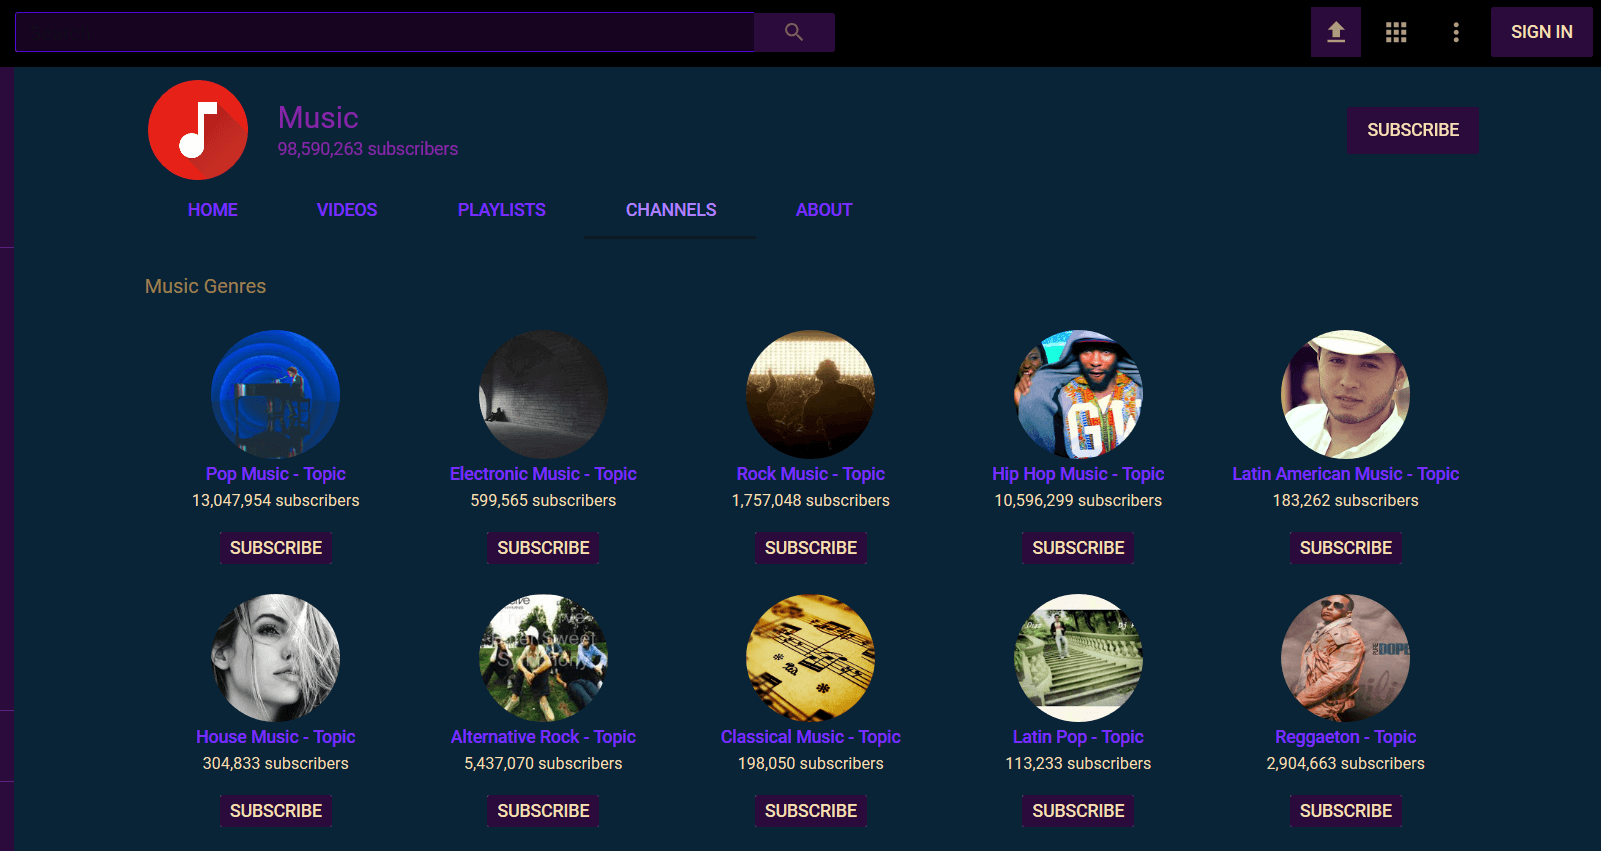 SIGN IN
Music
98,590,263 subscribers
SUBSCRIBE
HOME VIDEOS PLAYLISTS CHANNELS ABOUT
Music Genres
Pop Music - Topic Electronic Music - Topic Rock Music - Topic Hip Hop Music - Topic Latin American Music - Topic
13,047,954 subscribers 599,565 subscribers 1,757,048 subscribers 10,596,299 subscribers 183,262 subscribers
SUBSCRIBE SUBSCRIBE SUBSCRIBE SUBSCRIBE SUBSCRIBE
Sweet
DOPE
House Music - Topic Alternative Rock - Topic Classical Music - Topic Latin Pop - Topic Reggaeton - Topic
304,833 subscribers 5,437,070 subscribers 198,050 subscribers 113,233 subscribers 2,904,663 subscribers
SUBSCRIBE SUBSCRIBE SUBSCRIBE SUBSCRIBE SUBSCRIBE